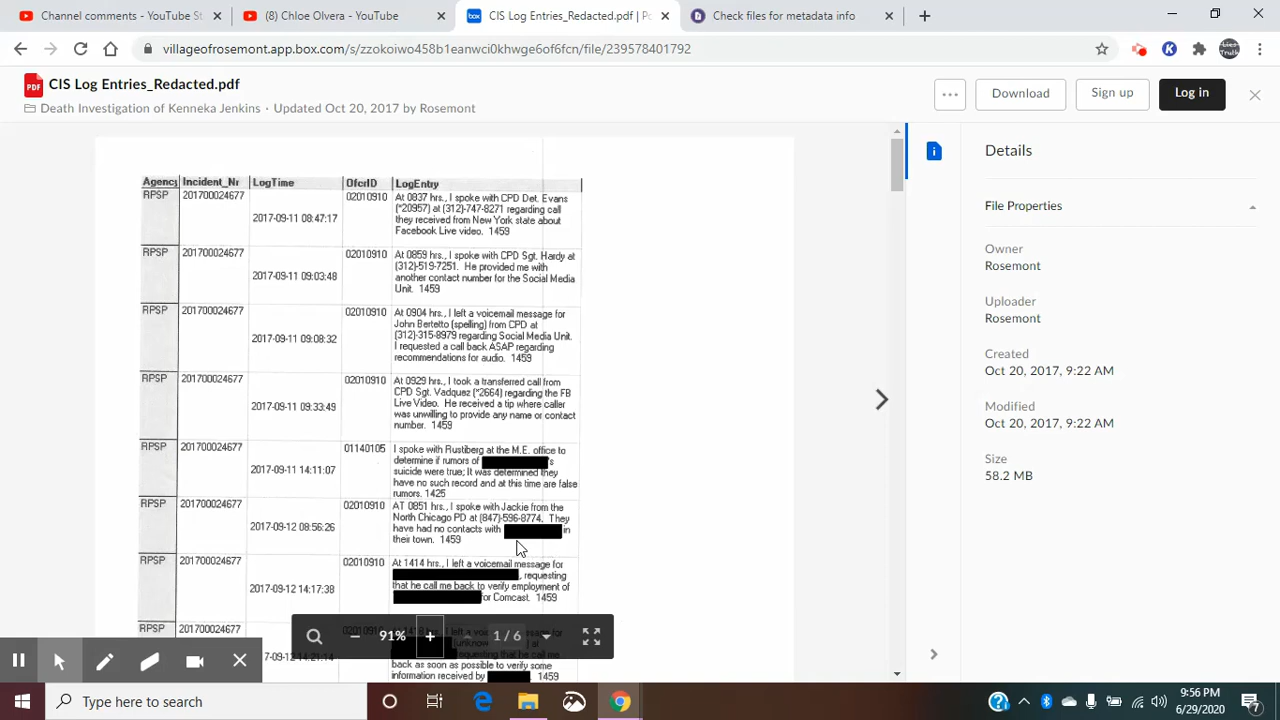 Channel comments - YouTube S
(8) Chloe Olvera - YouTube
CIS Log Entries_Redacted.pdf | Po
Check files for metadata info
villageofrosemont.app.box.com/s/zzokoiwo458b1eanwci0khwge6of6fcn/file/239578401792
PDF
CIS Log Entries_Redacted.pdf
Death Investigation of Kenneka Jenkins · Updated Oct 20, 2017 by Rosemont
Download
Sign up
Log in
Agency Incident_Nr LogTime OfcrID LogEntry
RPSP 201700024677 2017-09-11 08:47:17 02010910 At 0837 hrs., I spoke with CPD Det. Evans
(*20957) at (312)-747-8271 regarding call
they received from New York state about
Facebook Live video. 1459
RPSP 201700024677 2017-09-11 09:03:48 02010910 At 0859 hrs., I spoke with CPD Sgt. Hardy at
(312)-519-7251. He provided me with
another contact number for the Social Media
Unit. 1459
RPSP 201700024677 2017-09-11 09:08:32 02010910 At 0904 hrs., I left a voicemail message for
John Bertetto (spelling) from CPD at
(312)-315-8979 regarding Social Media Unit.
I requested a call back ASAP regarding
recommendations for audio. 1459
RPSP 201700024677 2017-09-11 09:33:49 02010910 At 0929 hrs., I took a transferred call from
CPD Sgt. Vadquez (*2664) regarding the FB
Live Video. He received a tip where caller
was unwilling to provide any name or contact
number. 1459
RPSP 201700024677 2017-09-11 14:11:07 01140105 I spoke with Rustiberg at the M.E. office to
determine if rumors of 's
suicide were true; It was determined they
have no such record and at this time are false
rumors. 1425
RPSP 201700024677 2017-09-12 08:56:26 02010910 AT 0851 hrs., I spoke with Jackie from the
North Chicago PD at (847)-596-8774. They
have had no contacts with in
their town. 1459
RPSP 201700024677 2017-09-12 14:17:38 02010910 At 1414 hrs., I left a voicemail message for
, requesting
that he call me back to verify employment of
for Comcast. 1459
RPSP 201700024677
requesting that he call me
back as soon as possible to verify some
information received by . 1459
91%
1 / 6
Details
File Properties
Owner
Rosemont
Uploader
Rosemont
Created
Oct 20, 2017, 9:22 AM
Modified
Oct 20, 2017, 9:22 AM
Size
58.2 MB
Type here to search
9:56 PM
6/29/2020
7